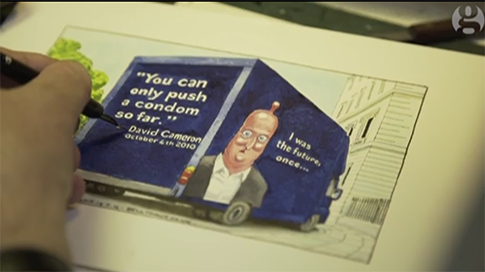 "You can
only push
a condom
so far."
David Cameron
October 6th 2010
I was
the future,
once...